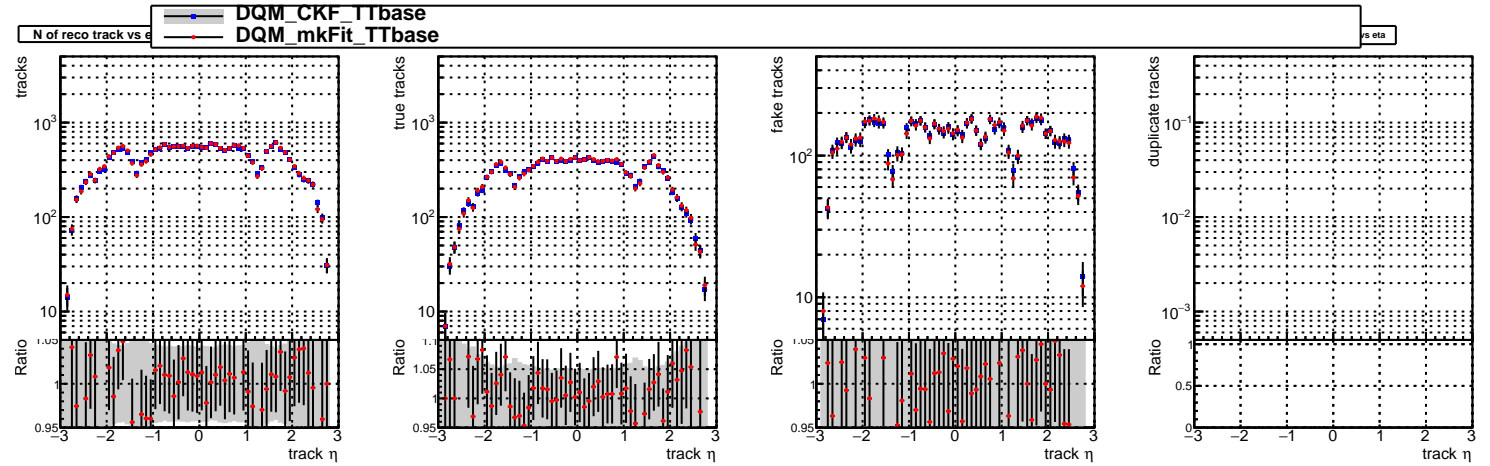 DQM_CKF_TTbase
DQM_mkFit_TTbase
N of reco track vs e
vs eta
tracks
10³
10²
10
Ratio
1.05
1
0.95
−3 −2 −1 0 1 2 3
track η
true tracks
10³
10²
10
Ratio
1.1
1.05
1
0.95
−3 −2 −1 0 1 2 3
track η
fake tracks
10²
10
Ratio
1.05
1
0.95
−3 −2 −1 0 1 2 3
track η
duplicate tracks
10⁻¹
10⁻²
10⁻³
Ratio
1
0.5
0
−3 −2 −1 0 1 2 3
track η